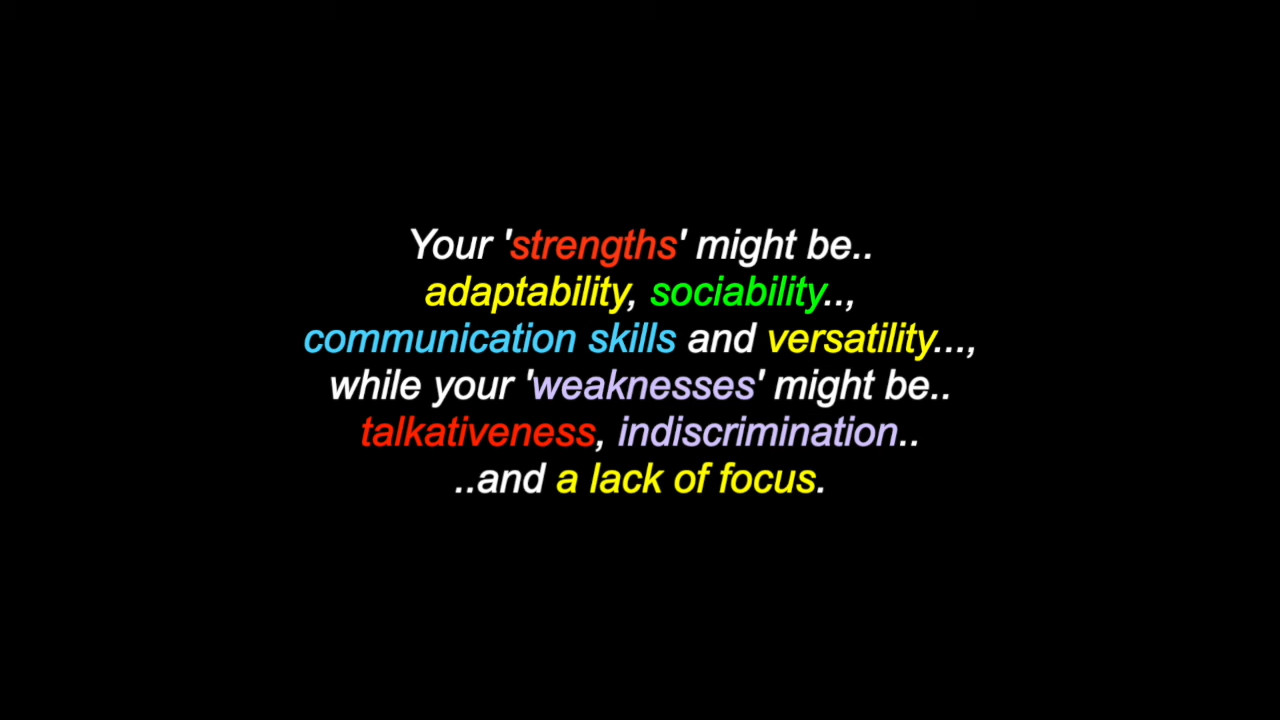 Your 'strengths' might be..
adaptability, sociability..,
communication skills and versatility...,
while your 'weaknesses' might be..
talkativeness, indiscrimination..
..and a lack of focus.